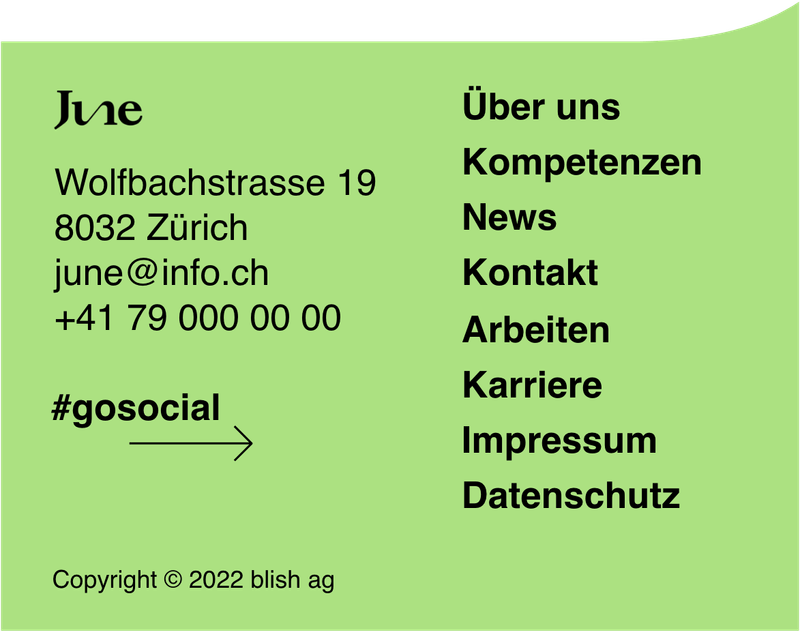 June
Wolfbachstrasse 19
8032 Zürich
june@info.ch
+41 79 000 00 00
#gosocial
Über uns
Kompetenzen
News
Kontakt
Arbeiten
Karriere
Impressum
Datenschutz
Copyright © 2022 blish ag